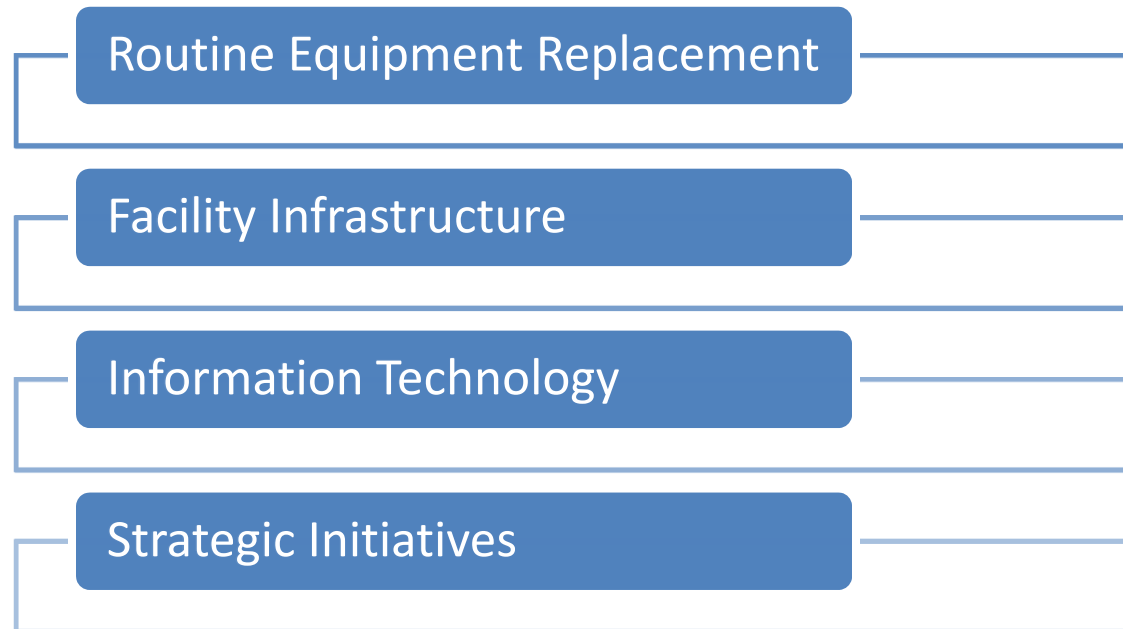 Routine Equipment Replacement
Facility Infrastructure
Information Technology
Strategic Initiatives